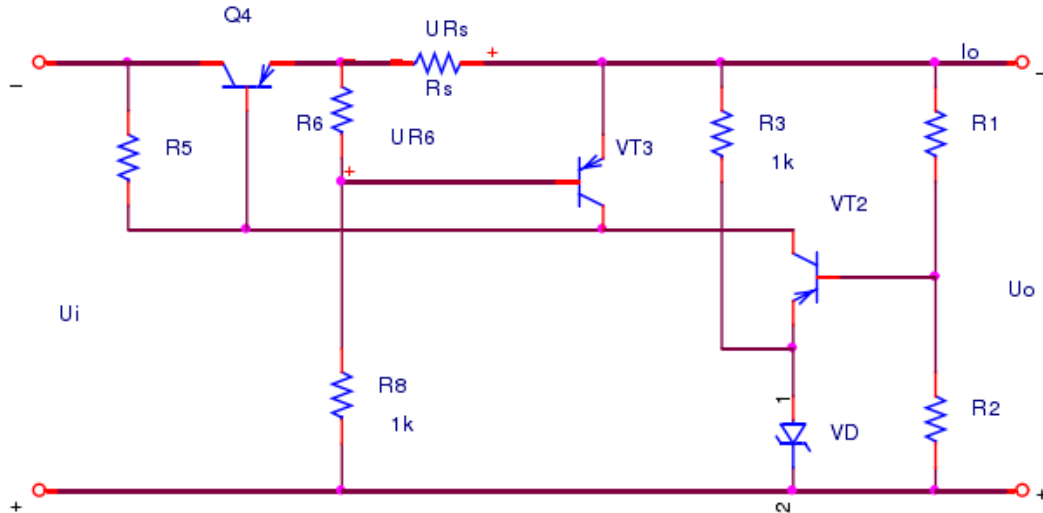 Q4
URs
+
Io
−
Rs
−
R6
R3
R1
R5
UR6
VT3
1k
+
VT2
Ui
Uo
R8
1
R2
1k
VD
+
2
+